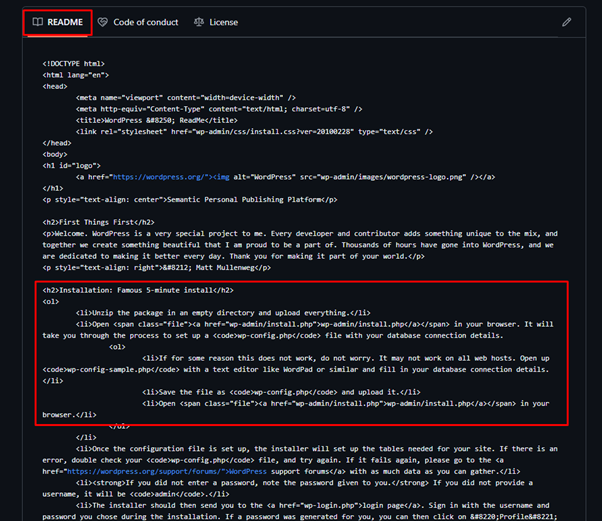 README Code of conduct License
<!DOCTYPE html>
<html lang="en">
<head>
<meta name="viewport" content="width=device-width" />
<meta http-equiv="Content-Type" content="text/html; charset=utf-8" />
<title>WordPress &#8250; ReadMe</title>
<link rel="stylesheet" href="wp-admin/css/install.css?ver=20100228" type="text/css" />
</head>
<body>
<h1 id="logo">
<a href="https://wordpress.org/"><img alt="WordPress" src="wp-admin/images/wordpress-logo.png" /></a>
</h1>
<p style="text-align: center">Semantic Personal Publishing Platform</p>
<h2>First Things First</h2>
<p>Welcome. WordPress is a very special project to me. Every developer and contributor adds something unique to the mix, and
together we create something beautiful that I am proud to be a part of. Thousands of hours have gone into WordPress, and we
are dedicated to making it better every day. Thank you for making it part of your world.</p>
<p style="text-align: right">&#8212; Matt Mullenweg</p>
<h2>Installation: Famous 5-minute install</h2>
<ol>
<li>Unzip the package in an empty directory and upload everything.</li>
<li>Open <span class="file"><a href="wp-admin/install.php">wp-admin/install.php</a></span> in your browser. It will
take you through the process to set up a <code>wp-config.php</code> file with your database connection details.
<ol>
<li>If for some reason this does not work, do not worry. It may not work on all web hosts. Open up
<code>wp-config-sample.php</code> with a text editor like WordPad or similar and fill in your database connection details.
</li>
<li>Save the file as <code>wp-config.php</code> and upload it.</li>
<li>Open <span class="file"><a href="wp-admin/install.php">wp-admin/install.php</a></span> in your
browser.</li>
</ol>
</li>
<li>Once the configuration file is set up, the installer will set up the tables needed for your site. If there is an
error, double check your <code>wp-config.php</code> file, and try again. If it fails again, please go to the <a
href="https://wordpress.org/support/forums/">WordPress support forums</a> with as much data as you can gather.</li>
<li><strong>If you did not enter a password, note the password given to you.</strong> If you did not provide a
username, it will be <code>admin</code>.</li>
<li>The installer should then send you to the <a href="wp-login.php">login page</a>. Sign in with the username and
password you chose during the installation. If a password was generated for you, you can then click on &#8220;Profile&#8221;